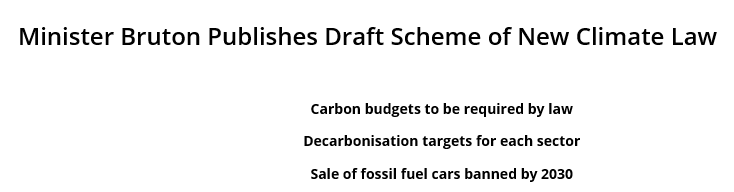 Minister Bruton Publishes Draft Scheme of New Climate Law
Carbon budgets to be required by law
Decarbonisation targets for each sector
Sale of fossil fuel cars banned by 2030